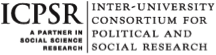 ICPSR
A PARTNER IN
SOCIAL SCIENCE
RESEARCH
INTER-UNIVERSITY
CONSORTIUM FOR
POLITICAL AND
SOCIAL RESEARCH